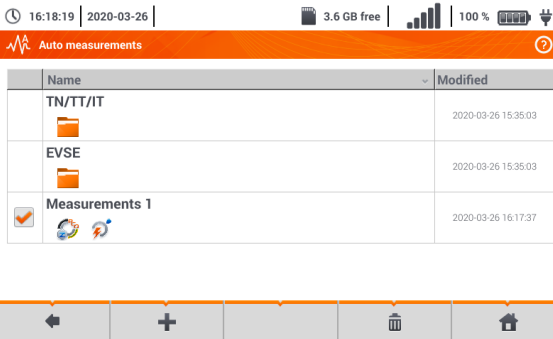 16:18:19 2020-03-26 3.6 GB free 100 %
Auto measurements ?
Name Modified
TN/TT/IT
2020-03-26 15:35:03
EVSE
2020-03-26 15:35:03
Measurements 1
2020-03-26 16:17:37